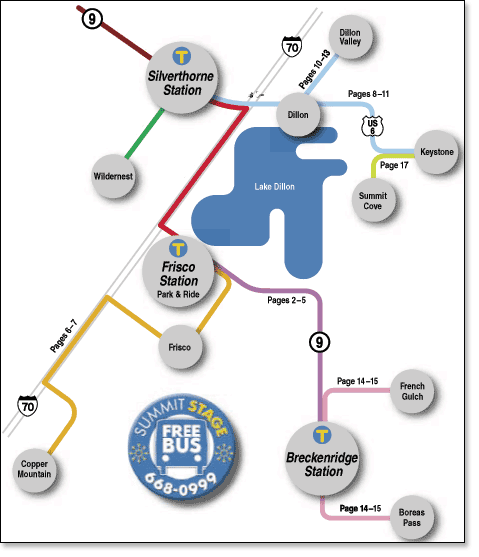 9
70
Dillon
Valley
T
Silverthorne
Station
Pages 10–13
Pages 8–11
Dillon
US
6
Keystone
Page 17
Wildernest
Lake Dillon
Summit
Cove
T
Frisco
Station
Park & Ride
Pages 2–5
Pages 6–7
Frisco
9
70
Page 14–15
French
Gulch
SUMMIT STAGE
FREE
BUS
668-0999
T
Breckenridge
Station
Copper
Mountain
Page 14–15
Boreas
Pass